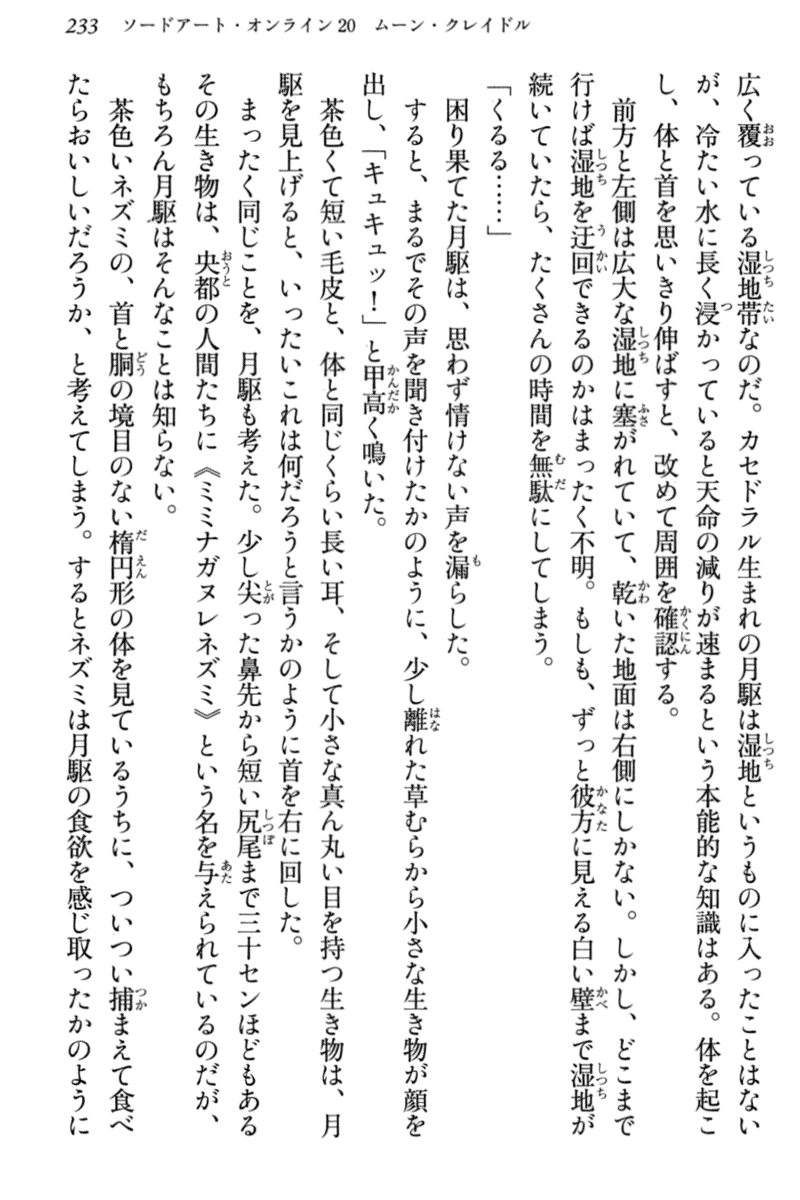 233 ソードアート・オンライン20 ムーン・クレイドル
広く覆っている湿地帯なのだ。カセドラル生まれの月駆は湿地というものに入ったことはない
が、冷たい水に長く浸かっていると天命の減りが速まるという本能的な知識はある。体を起こ
し、体と首を思いきり伸ばすと、改めて周囲を確認する。
前方と左側は広大な湿地に塞がれていて、乾いた地面は右側にしかない。しかし、どこまで
行けば湿地を迂回できるのかはまったく不明。もしも、ずっと彼方に見える白い壁まで湿地が
続いていたら、たくさんの時間を無駄にしてしまう。
「くるる……」
困り果てた月駆は、思わず情けない声を漏らした。
すると、まるでその声を聞き付けたかのように、少し離れた草むらから小さな生き物が顔を
出し、「キュキュッ！」と甲高く鳴いた。
茶色くて短い毛皮と、体と同じくらい長い耳、そして小さな真ん丸い目を持つ生き物は、月
駆を見上げると、いったいこれは何だろうと言うかのように首を右に回した。
まったく同じことを、月駆も考えた。少し尖った鼻先から短い尻尾まで三十センほどもある
その生き物は、央都の人間たちに《ミミナガヌレネズミ》という名を与えられているのだが、
もちろん月駆はそんなことは知らない。
茶色いネズミの、首と胴の境目のない楕円形の体を見ているうちに、ついつい捕まえて食べ
たらおいしいだろうか、と考えてしまう。するとネズミは月駆の食欲を感じ取ったかのように